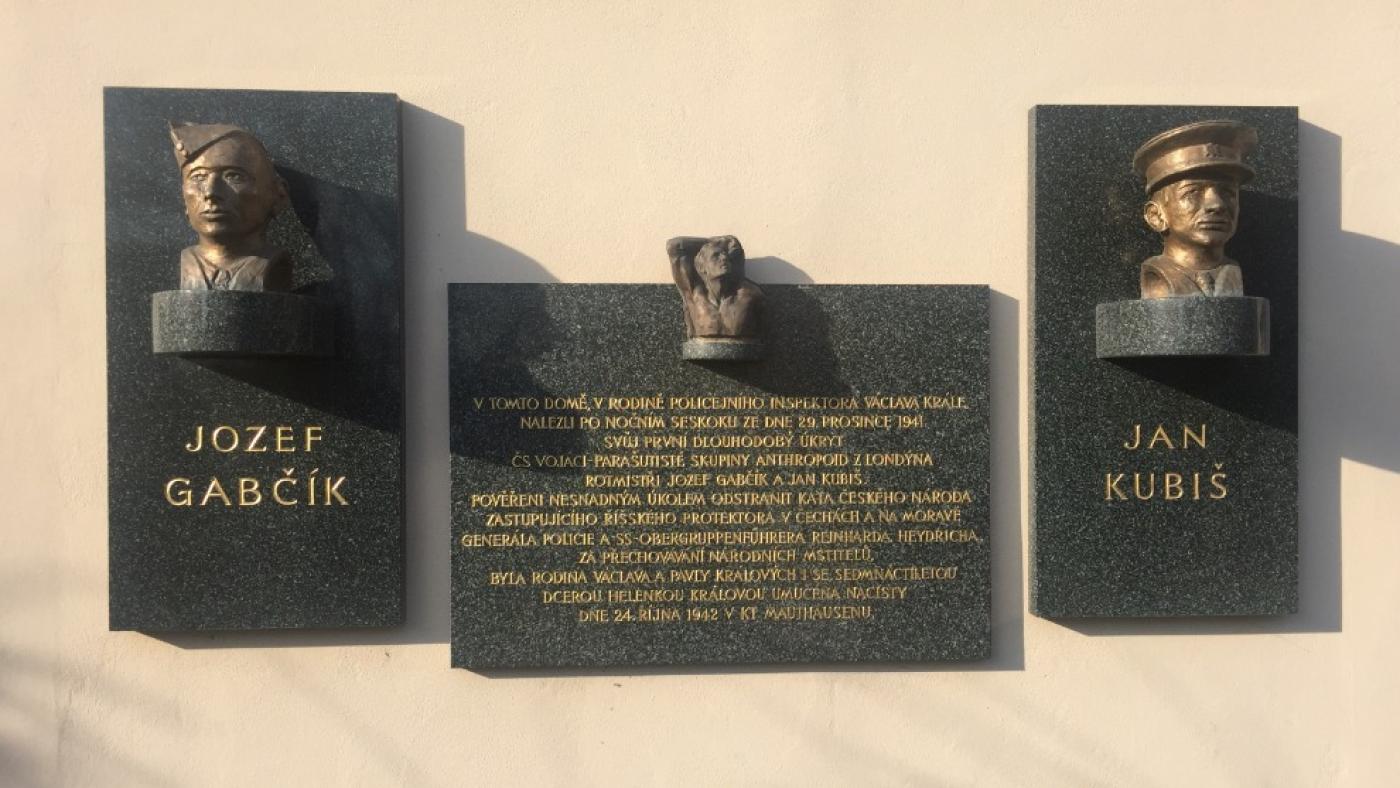 JOZEF
GABČÍK
V TOMTO DOMĚ, V RODINĚ POLICEJNÍHO INSPEKTORA VÁCLAVA KRÁLE,
NALEZLI PO NOČNÍM SESKOKU ZE DNE 29. PROSINCE 1941
SVŮJ PRVNÍ DLOUHODOBÝ ÚKRYT
ČS VOJÁCI-PARAŠUTISTÉ SKUPINY ANTHROPOID Z LONDÝNA
ROTMISTŘI JOZEF GABČÍK A JAN KUBIŠ
POVĚŘENI NESNADNÝM ÚKOLEM ODSTRANIT KATA ČESKÉHO NÁRODA
ZASTUPUJÍCÍHO ŘÍŠSKÉHO PROTEKTORA V ČECHÁCH A NA MORAVĚ
GENERÁLA POLICIE A SS-OBERGRUPPENFÜHRERA REINHARDA HEYDRICHA.
ZA PŘECHOVÁVÁNÍ NÁRODNÍCH MSTITELŮ,
BYLA RODINA VÁCLAVA A PAVLY KRÁLOVÝCH I SE SEDMNÁCTILETOU
DCEROU HELENKOU KRÁLOVOU UMUČENA NACISTY
DNE 24. ŘÍJNA 1942 V KT MAUTHAUSENU.
JAN
KUBIŠ